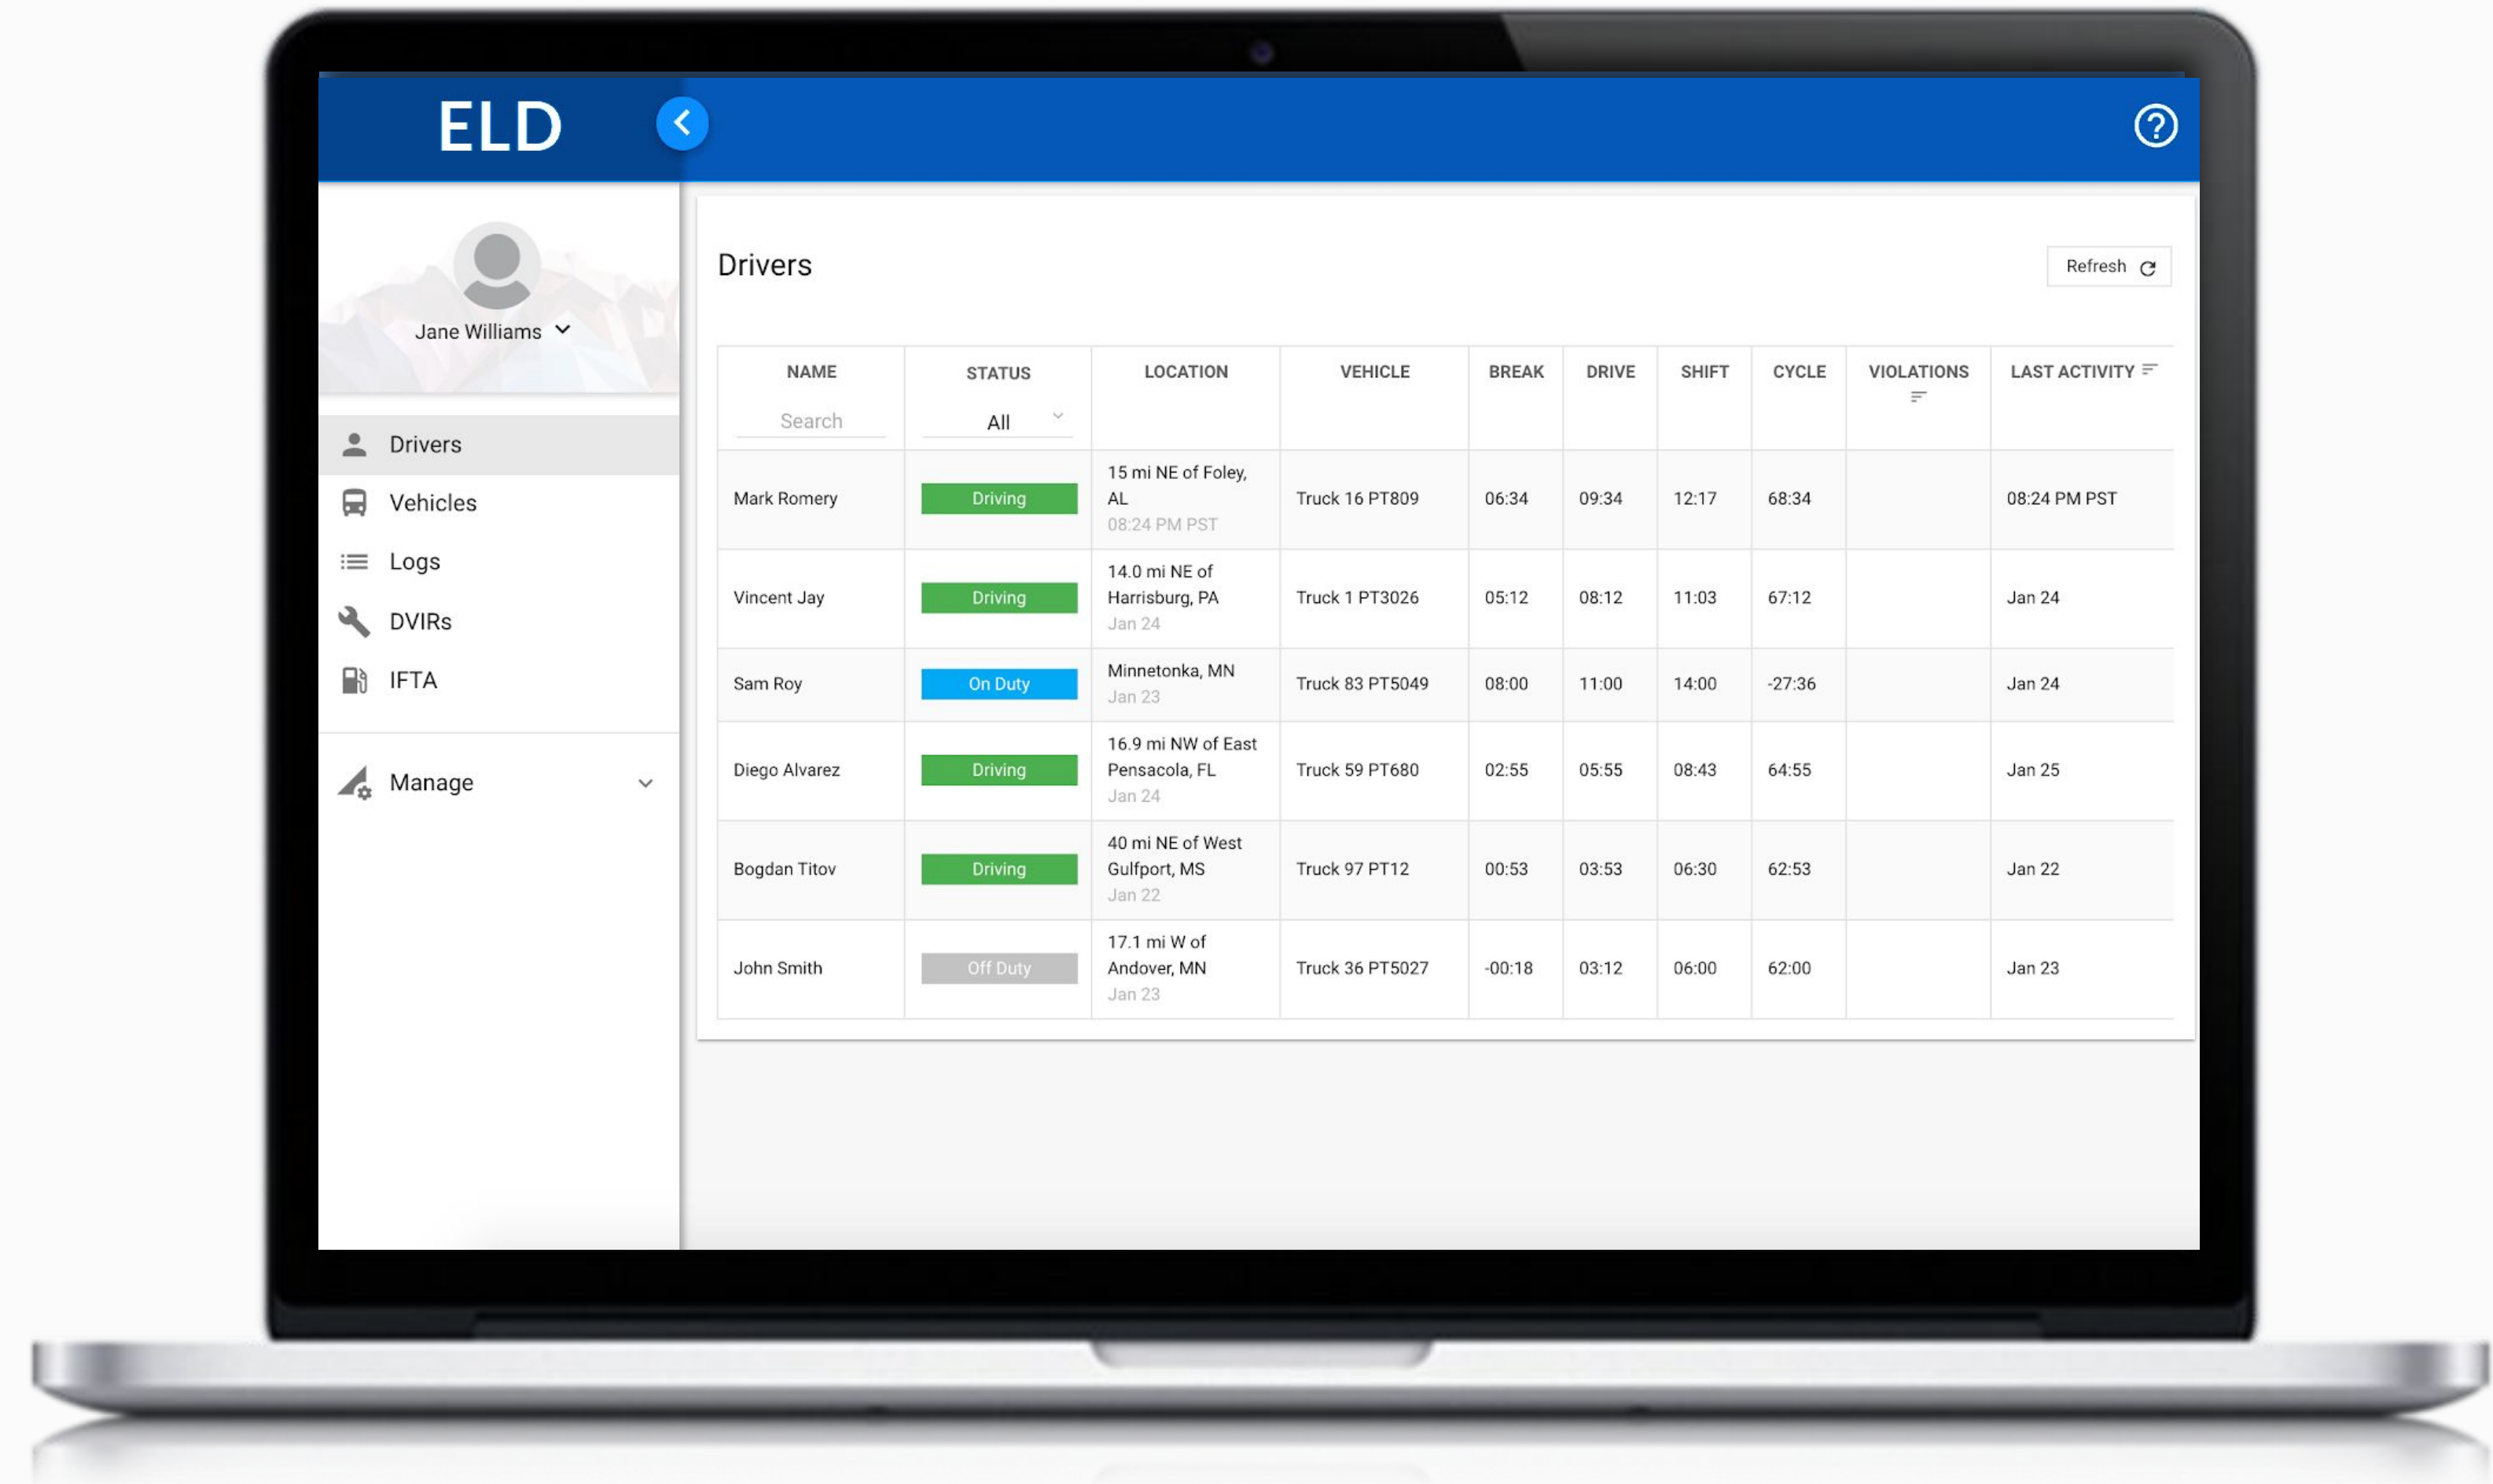 ELD
Jane Williams
Drivers
Vehicles
Logs
DVIRs
IFTA
Manage
Drivers
Refresh
NAME STATUS LOCATION VEHICLE BREAK DRIVE SHIFT CYCLE VIOLATIONS LAST ACTIVITY
Search All
Mark Romery Driving 15 mi NE of Foley,
AL
08:24 PM PST Truck 16 PT809 06:34 09:34 12:17 68:34 08:24 PM PST
Vincent Jay Driving 14.0 mi NE of
Harrisburg, PA
Jan 24 Truck 1 PT3026 05:12 08:12 11:03 67:12 Jan 24
Sam Roy On Duty Minnetonka, MN
Jan 23 Truck 83 PT5049 08:00 11:00 14:00 -27:36 Jan 24
Diego Alvarez Driving 16.9 mi NW of East
Pensacola, FL
Jan 24 Truck 59 PT680 02:55 05:55 08:43 64:55 Jan 25
Bogdan Titov Driving 40 mi NE of West
Gulfport, MS
Jan 22 Truck 97 PT12 00:53 03:53 06:30 62:53 Jan 22
John Smith Off Duty 17.1 mi W of
Andover, MN
Jan 23 Truck 36 PT5027 -00:18 03:12 06:00 62:00 Jan 23